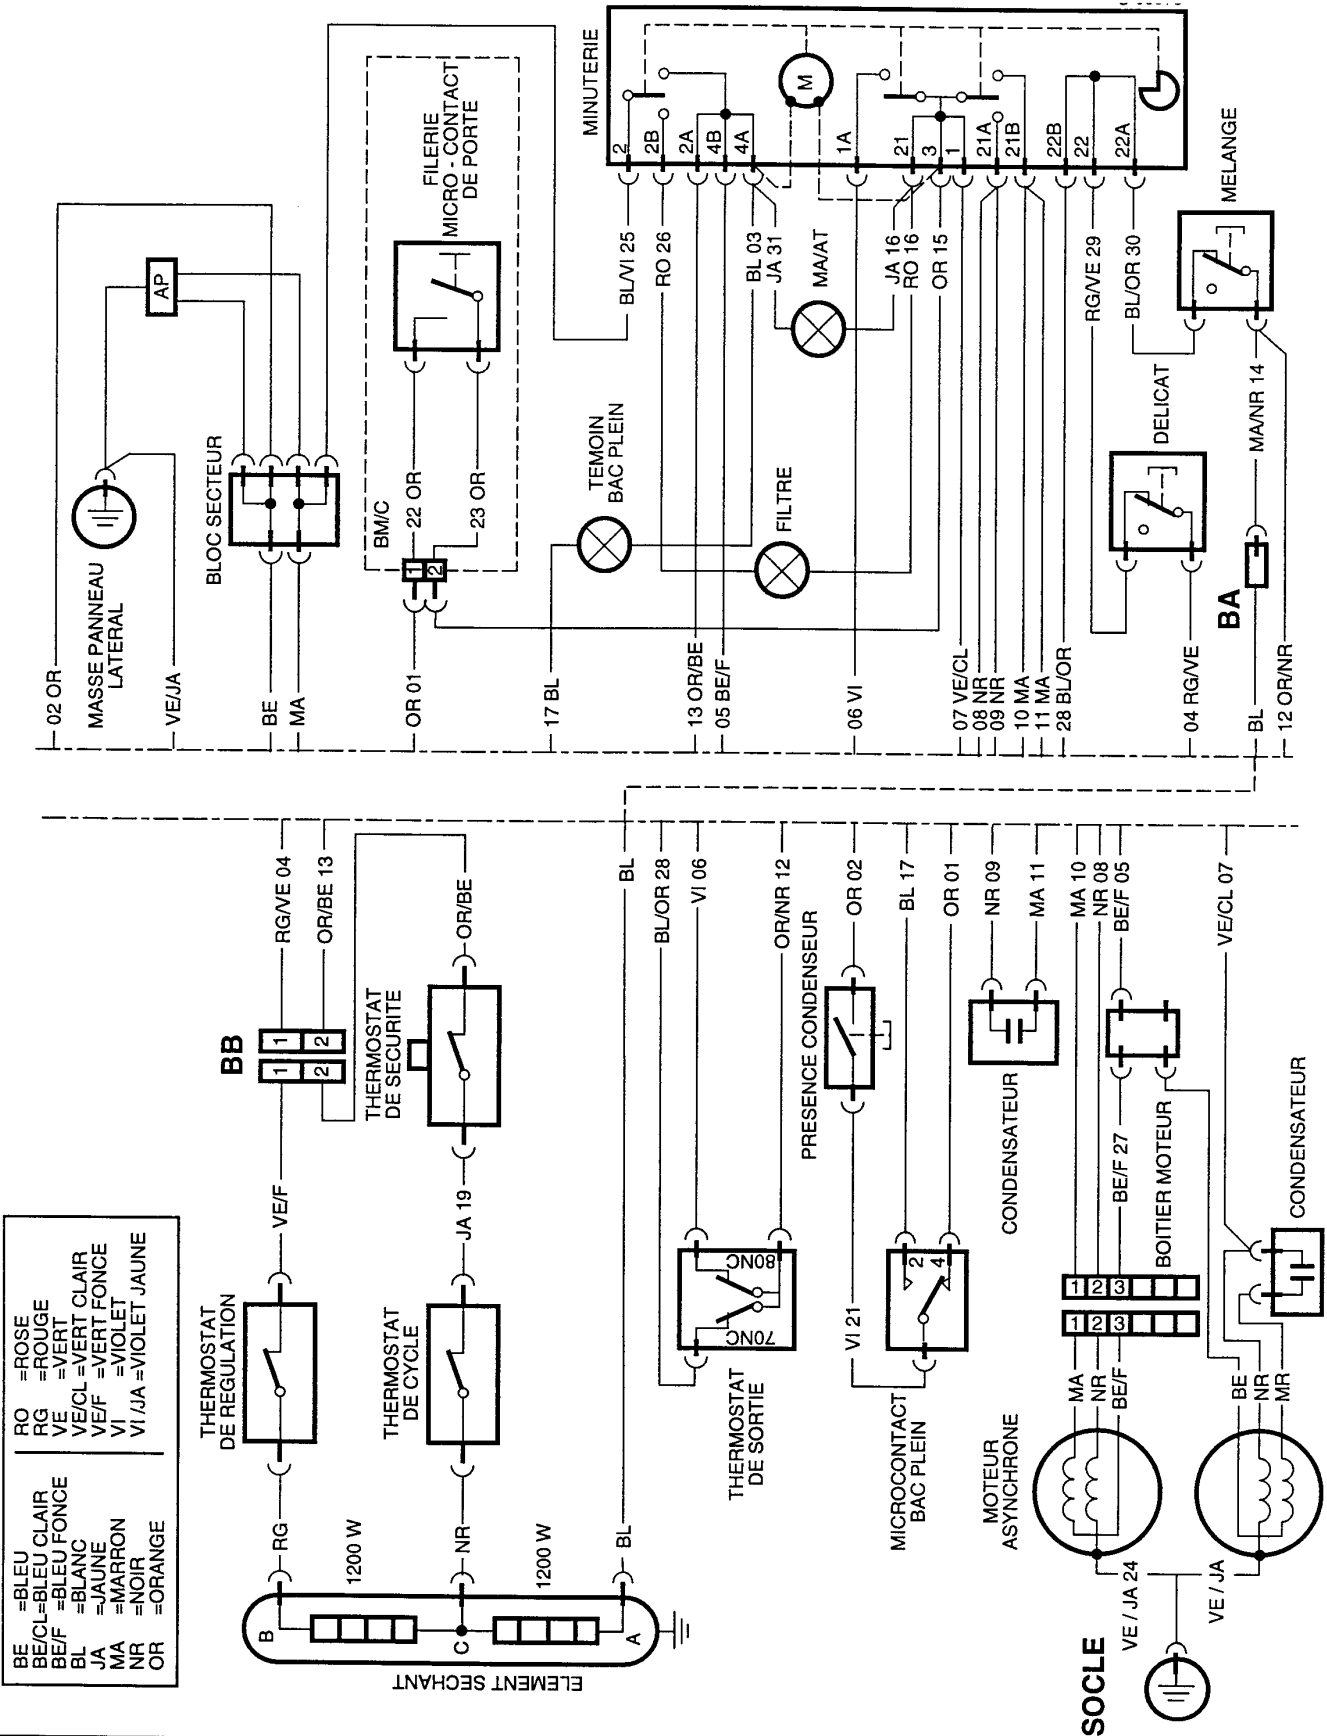 BE =BLEU
BE/CL=BLEU CLAIR
BE/F =BLEU FONCE
BL =BLANC
JA =JAUNE
MA =MARRON
NR =NOIR
OR =ORANGE
RO =ROSE
RG =ROUGE
VE =VERT
VE/CL =VERT CLAIR
VE/F =VERT FONCE
VI =VIOLET
VI /JA =VIOLET JAUNE
02 OR
MASSE PANNEAU
LATERAL
VE/JA
AP
BLOC SECTEUR
BE
MA
FILERIE
MICRO - CONTACT
DE PORTE
BM/C
22 OR
23 OR
1
2
OR 01
MINUTERIE
M
2
2B
2A
4B
4A
1A
21
3
1
21A
21B
22B
22
22A
BL/VI 25
RO 26
BL 03
JA 31
MA/AT
JA 16
RO 16
OR 15
RG/VE 29
BL/OR 30
MELANGE
DELICAT
MA/NR 14
BA
TEMOIN
BAC PLEIN
FILTRE
17 BL
13 OR/BE
05 BE/F
06 VI
07 VE/CL
08 NR
09 NR
10 MA
11 MA
28 BL/OR
04 RG/VE
BL
12 OR/NR
RG/VE 04
OR/BE 13
BB
1
2
1
2
OR/BE
THERMOSTAT
DE SECURITE
VE/F
JA 19
THERMOSTAT
DE REGULATION
THERMOSTAT
DE CYCLE
RG
NR
BL
1200 W
1200 W
B
C
A
ELEMENT SECHANT
BL
BL/OR 28
VI 06
OR/NR 12
80NC
70NC
THERMOSTAT
DE SORTIE
PRESENCE CONDENSEUR
OR 02
VI 21
BL 17
OR 01
2
4
MICROCONTACT
BAC PLEIN
NR 09
MA 11
CONDENSATEUR
MA 10
NR 08
BE/F 05
BE/F 27
BOITIER MOTEUR
1
2
3
1
2
3
MA
NR
BE/F
MOTEUR
ASYNCHRONE
VE/CL 07
CONDENSATEUR
BE
NR
MR
VE / JA 24
VE / JA
SOCLE